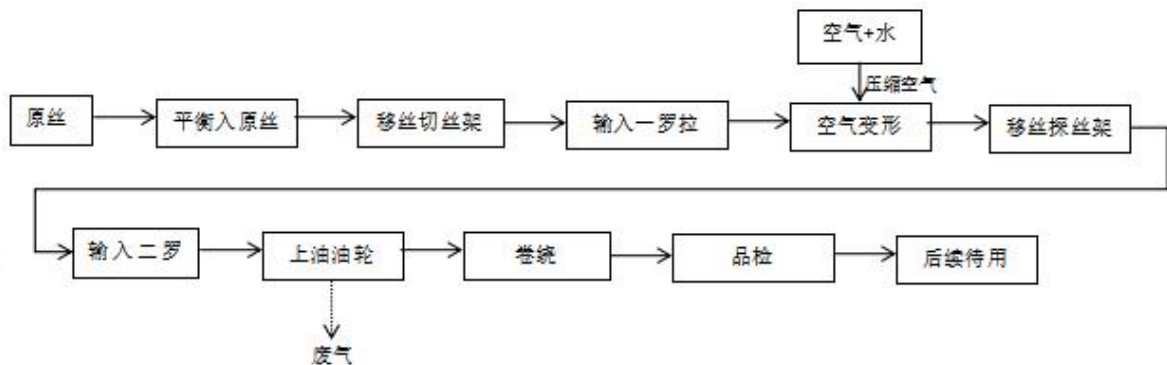 空气+水
压缩空气
原丝
平衡入原丝
移丝切丝架
输入一罗拉
空气变形
移丝探丝架
输入二罗
上油油轮
卷绕
品检
后续待用
废气